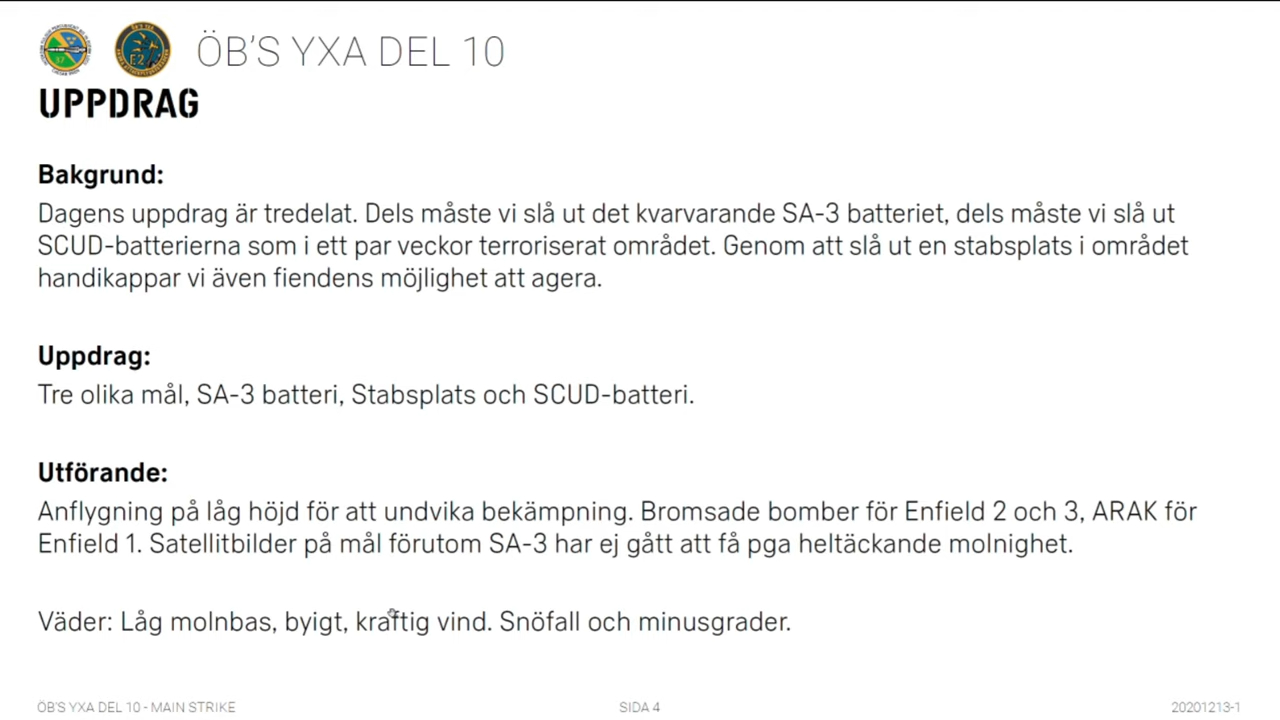 ÖB'S YXA DEL 10
UPPDRAG
Bakgrund:
Dagens uppdrag är tredelat. Dels måste vi slå ut det kvarvarande SA-3 batteriet, dels måste vi slå ut
SCUD-batterierna som i ett par veckor terroriserat området. Genom att slå ut en stabsplats i området
handikappar vi även fiendens möjlighet att agera.
Uppdrag:
Tre olika mål, SA-3 batteri, Stabsplats och SCUD-batteri.
Utförande:
Anflygning på låg höjd för att undvika bekämpning. Bromsade bomber för Enfield 2 och 3, ARAK för
Enfield 1. Satellitbilder på mål förutom SA-3 har ej gått att få pga heltäckande molnighet.
Väder: Låg molnbas, byigt, kraftig vind. Snöfall och minusgrader.
ÖB'S YXA DEL 10 - MAIN STRIKE
SIDA 4
20201213-1